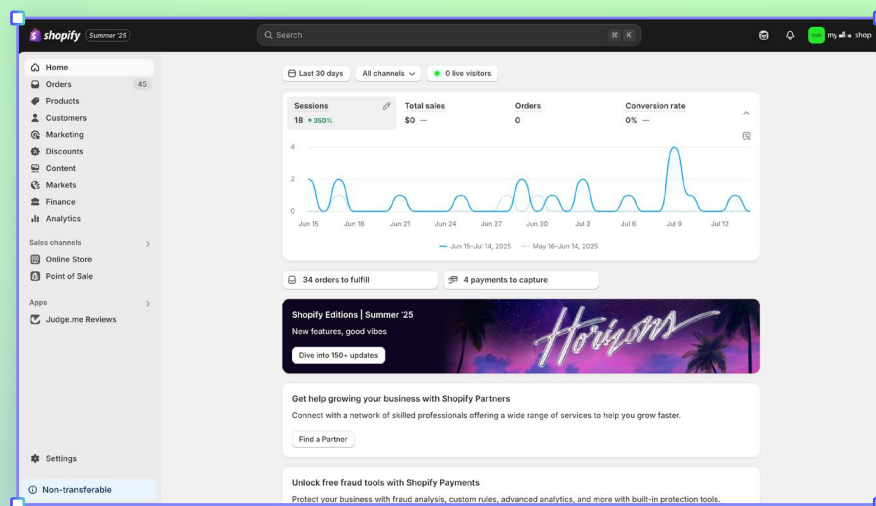 shopify Summer '25
Search
⌘ K
shop
Home
Orders 45
Products
Customers
Marketing
Discounts
Content
Markets
Finance
Analytics
Sales channels
Online Store
Point of Sale
Apps
Judge.me Reviews
Settings
Non-transferable
Last 30 days All channels 0 live visitors
Sessions Total sales Orders Conversion rate
18 350% $0 — 0 0% —
4
2
0
Jun 15 Jun 18 Jun 21 Jun 24 Jun 27 Jun 30 Jul 3 Jul 6 Jul 9 Jul 12
Jun 15–Jul 14, 2025 May 16–Jun 14, 2025
34 orders to fulfill 4 payments to capture
Shopify Editions | Summer '25
New features, good vibes
Dive into 150+ updates
Horizons
Get help growing your business with Shopify Partners
Connect with a network of skilled professionals offering a wide range of services to help you grow faster.
Find a Partner
Unlock free fraud tools with Shopify Payments
Protect your business with fraud analysis, custom rules, advanced analytics, and more with built-in protection tools.